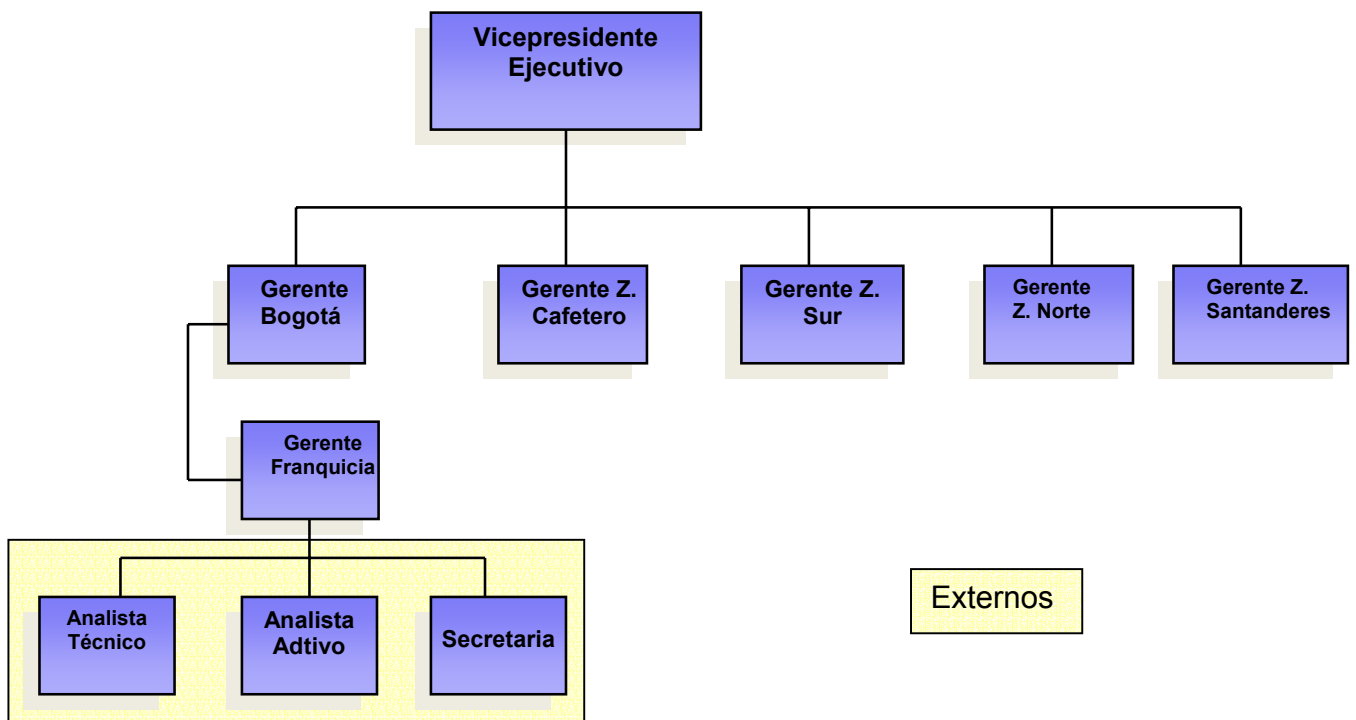 Vicepresidente
Ejecutivo
Gerente
Bogotá
Gerente Z.
Cafetero
Gerente Z.
Sur
Gerente
Z. Norte
Gerente Z.
Santanderes
Gerente
Franquicia
Analista
Técnico
Analista
Adtivo
Secretaria
Externos